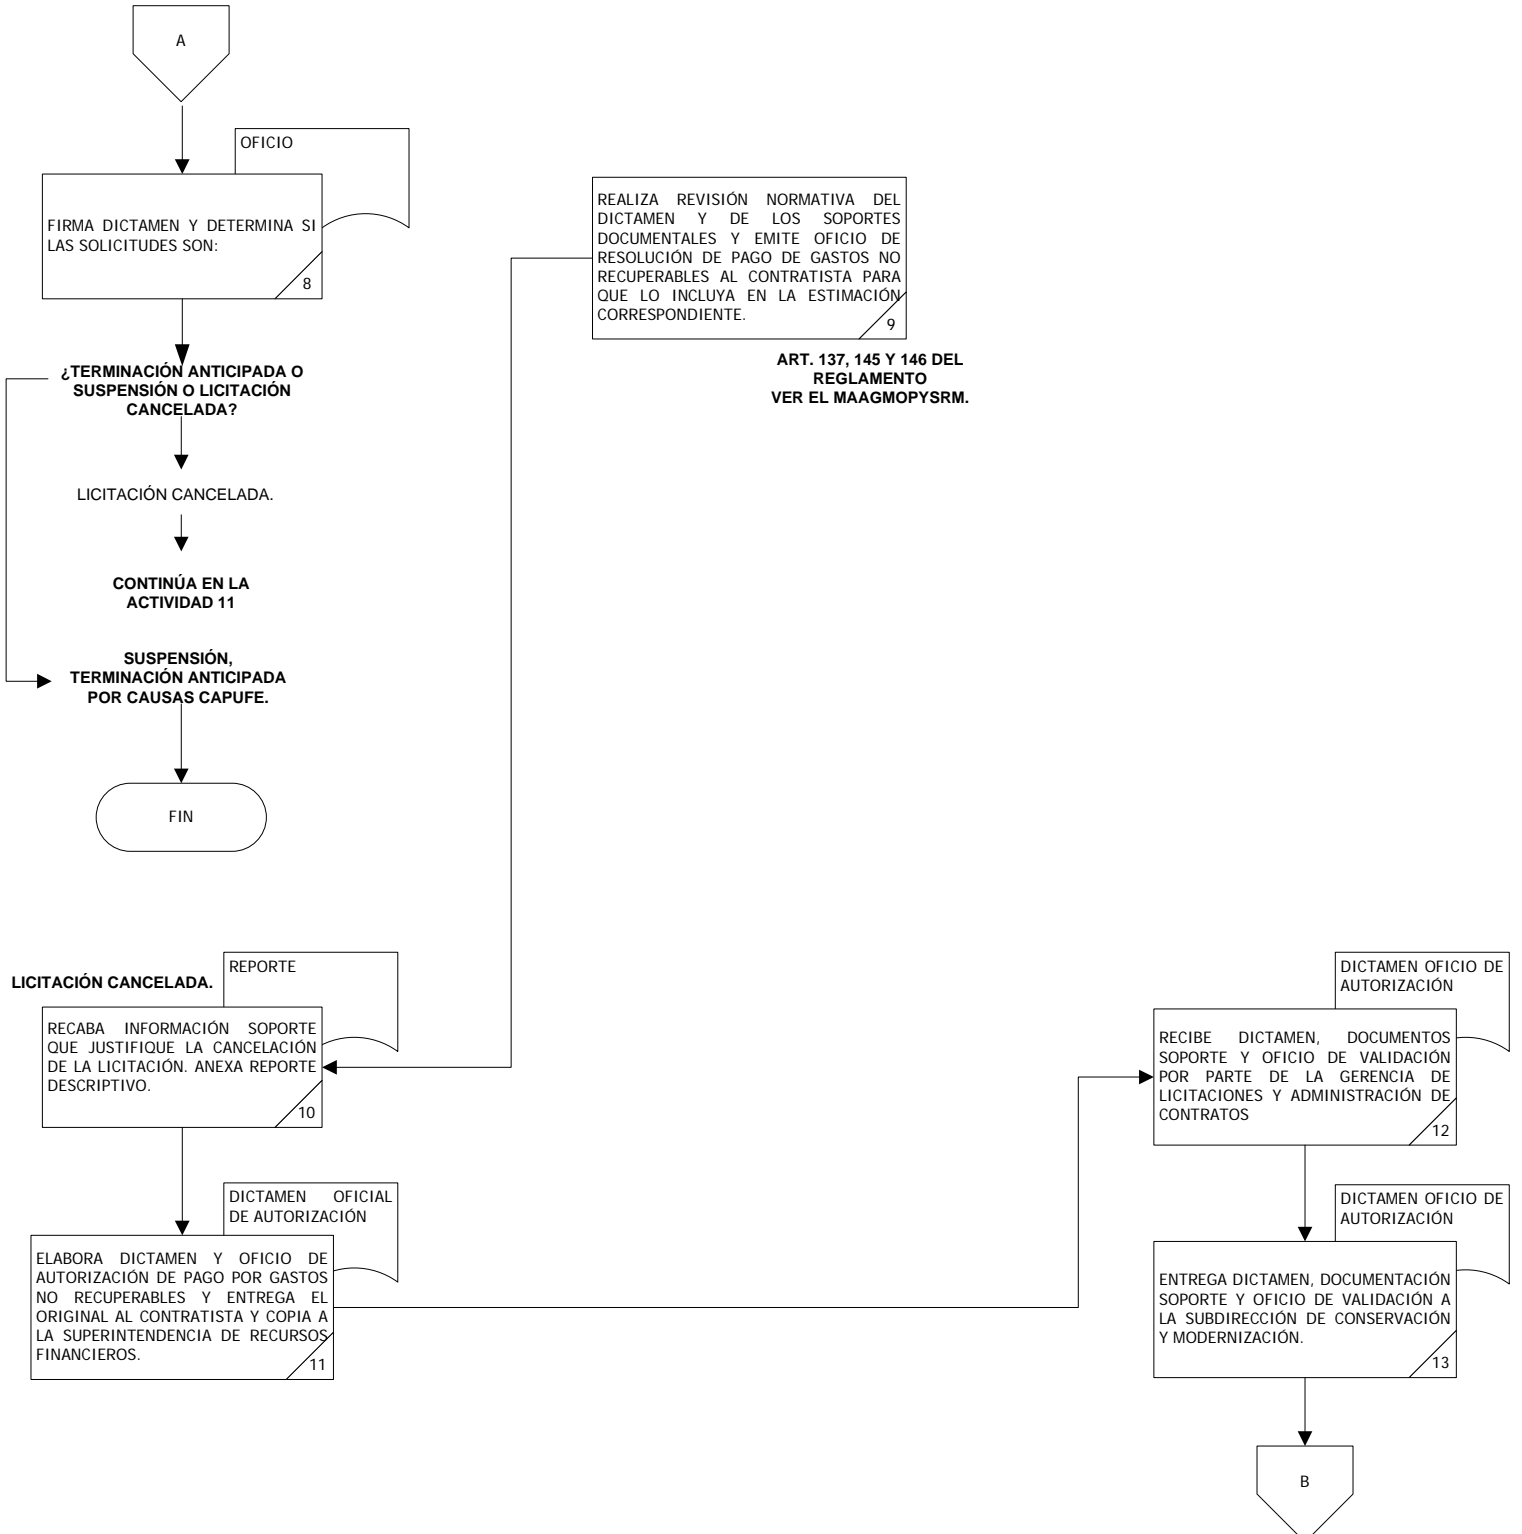 A
OFICIO
FIRMA DICTAMEN Y DETERMINA SI
LAS SOLICITUDES SON:
8
¿TERMINACIÓN ANTICIPADA O
SUSPENSIÓN O LICITACIÓN
CANCELADA?
LICITACIÓN CANCELADA.
CONTINÚA EN LA
ACTIVIDAD 11
SUSPENSIÓN,
TERMINACIÓN ANTICIPADA
POR CAUSAS CAPUFE.
FIN
REALIZA REVISIÓN NORMATIVA DEL
DICTAMEN Y DE LOS SOPORTES
DOCUMENTALES Y EMITE OFICIO DE
RESOLUCIÓN DE PAGO DE GASTOS NO
RECUPERABLES AL CONTRATISTA PARA
QUE LO INCLUYA EN LA ESTIMACIÓN
CORRESPONDIENTE.
9
ART. 137, 145 Y 146 DEL
REGLAMENTO
VER EL MAAGMOPYSRM.
LICITACIÓN CANCELADA.
REPORTE
RECABA INFORMACIÓN SOPORTE
QUE JUSTIFIQUE LA CANCELACIÓN
DE LA LICITACIÓN. ANEXA REPORTE
DESCRIPTIVO.
10
DICTAMEN OFICIAL
DE AUTORIZACIÓN
ELABORA DICTAMEN Y OFICIO DE
AUTORIZACIÓN DE PAGO POR GASTOS
NO RECUPERABLES Y ENTREGA EL
ORIGINAL AL CONTRATISTA Y COPIA A
LA SUPERINTENDENCIA DE RECURSOS
FINANCIEROS.
11
DICTAMEN OFICIO DE
AUTORIZACIÓN
RECIBE DICTAMEN, DOCUMENTOS
SOPORTE Y OFICIO DE VALIDACIÓN
POR PARTE DE LA GERENCIA DE
LICITACIONES Y ADMINISTRACIÓN DE
CONTRATOS
12
DICTAMEN OFICIO DE
AUTORIZACIÓN
ENTREGA DICTAMEN, DOCUMENTACIÓN
SOPORTE Y OFICIO DE VALIDACIÓN A
LA SUBDIRECCIÓN DE CONSERVACIÓN
Y MODERNIZACIÓN.
13
B